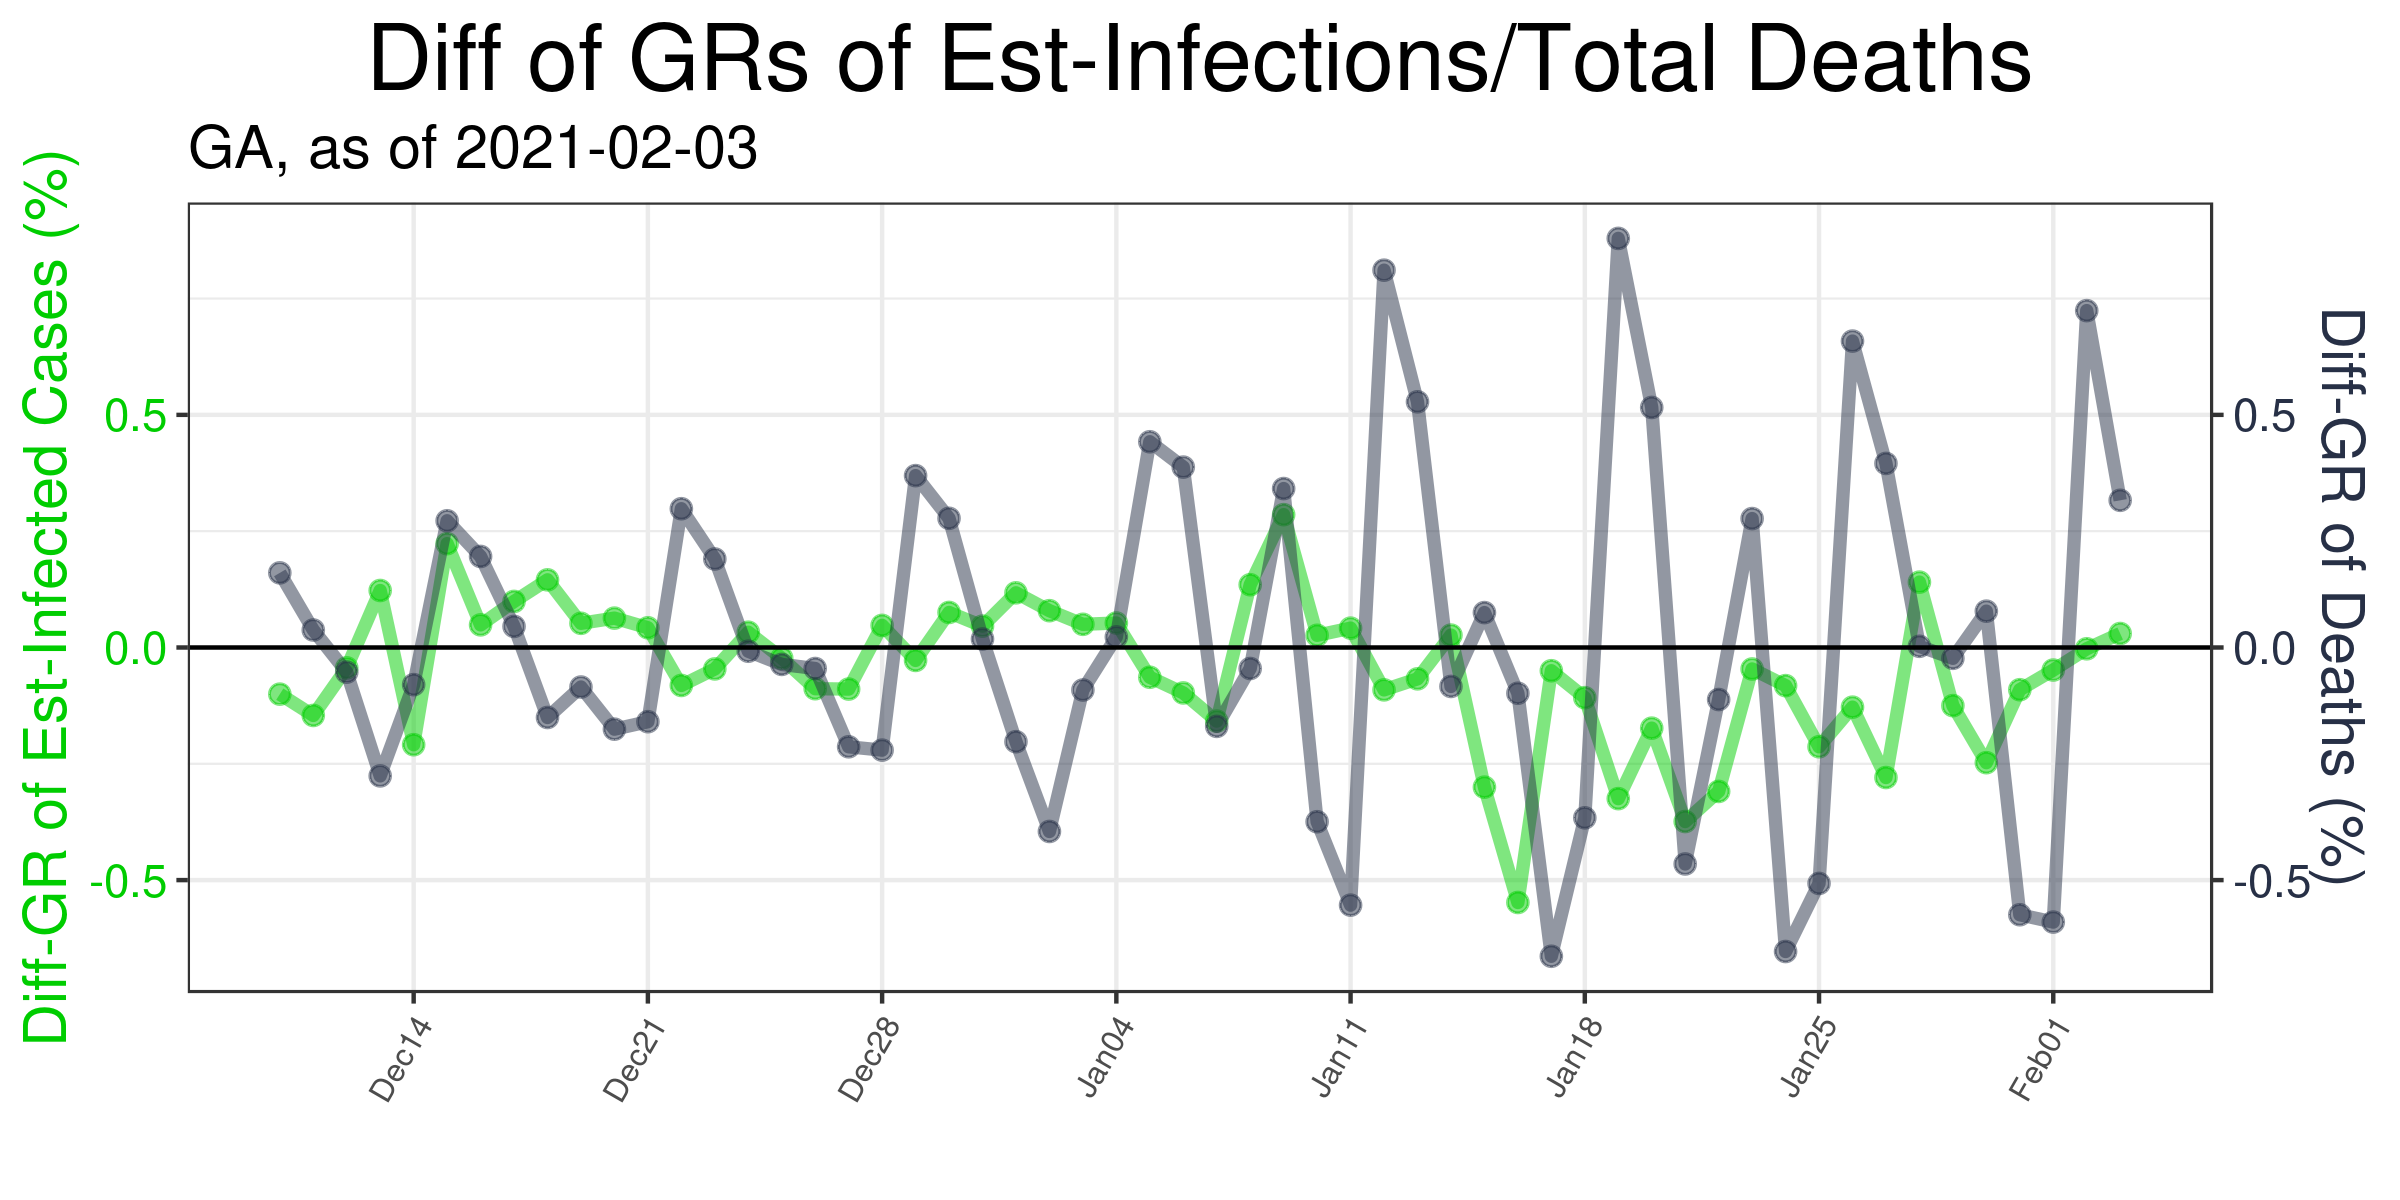 Diff of GRs of Est-Infections/Total Deaths
GA, as of 2021-02-03
Diff-GR of Est-Infected Cases (%)
0.5
0.0
-0.5
0.5
0.0
-0.5
Diff-GR of Deaths (%)
Dec14
Dec21
Dec28
Jan04
Jan11
Jan18
Jan25
Feb01